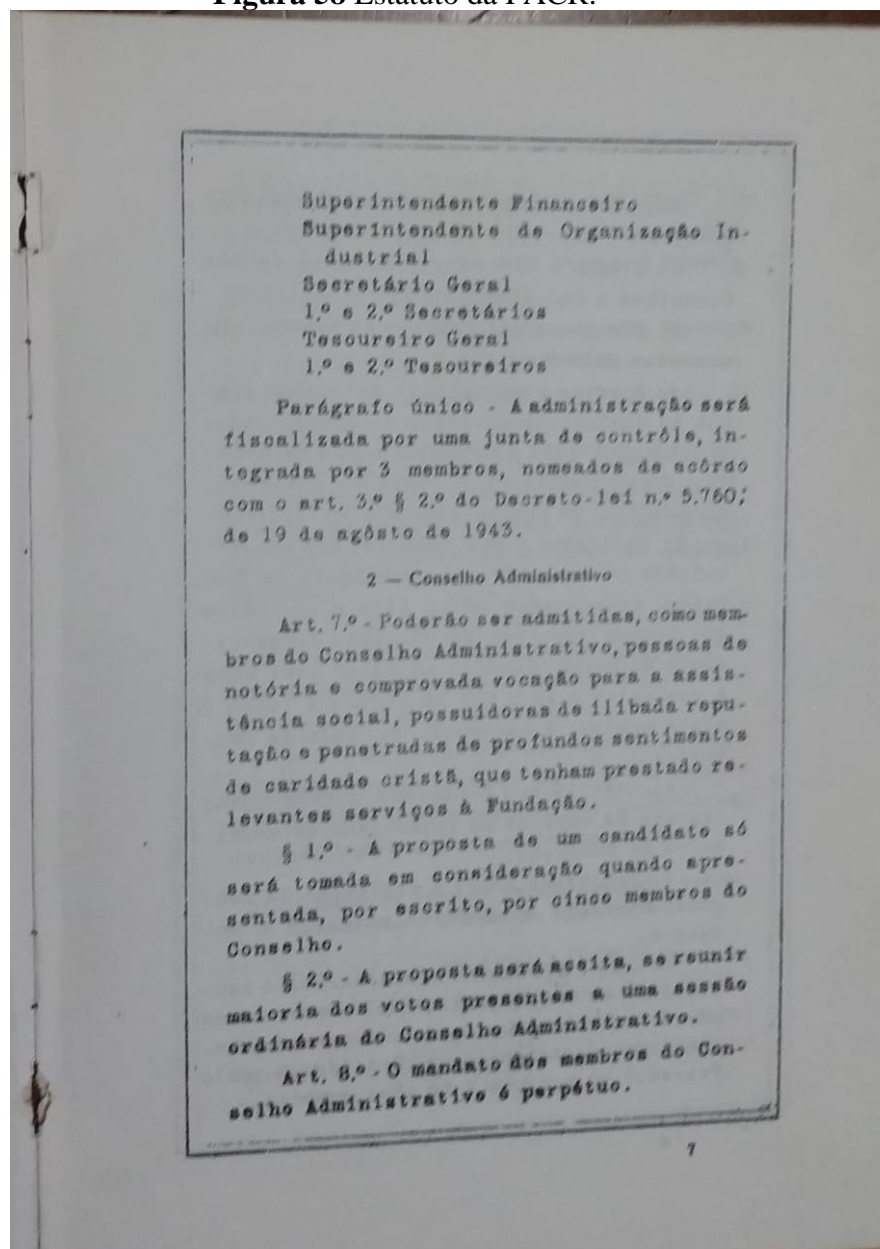 Figura 58 Estatuto da FACR.
Superintendente Financeiro
Superintendente de Organização In-
dustrial
Secretário Geral
1.º e 2.º Secretários
Tesoureiro Geral
1.º e 2.º Tesoureiros
Parágrafo único - A administração será
fiscalizada por uma junta de contrôle, in-
tegrada por 3 membros, nomeados de acôrdo
com o art. 3.º § 2.º do Decreto-lei n.º 5.760;
de 19 de agôsto de 1943.
2 — Conselho Administrativo
Art. 7.º - Poderão ser admitidas, como mem-
bros do Conselho Administrativo, pessoas de
notória e comprovada vocação para a assis-
tência social, possuidoras de ilibada repu-
tação e penetradas de profundos sentimentos
de caridade cristã, que tenham prestado re-
levantes serviços à Fundação.
§ 1.º - A proposta de um candidato só
será tomada em consideração quando apre-
sentada, por escrito, por cinco membros do
Conselho.
§ 2.º - A proposta será aceita, se reunir
maioria dos votos presentes a uma sessão
ordinária do Conselho Administrativo.
Art. 8.º - O mandato dos membros do Con-
selho Administrativo é perpétuo.
7